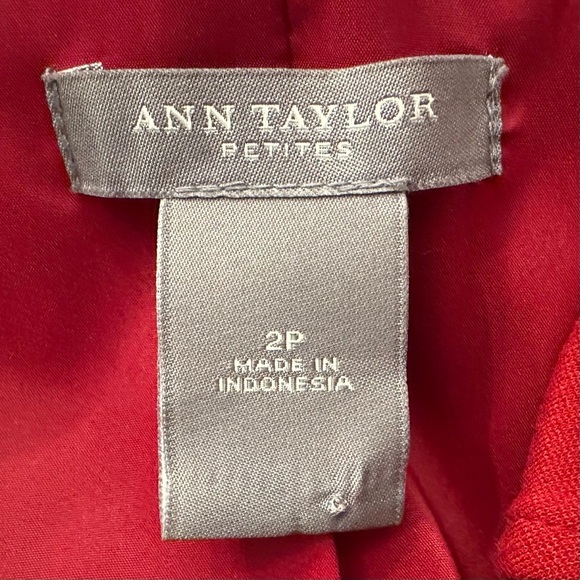 ANN TAYLOR
PETITES
2P
MADE IN
INDONESIA